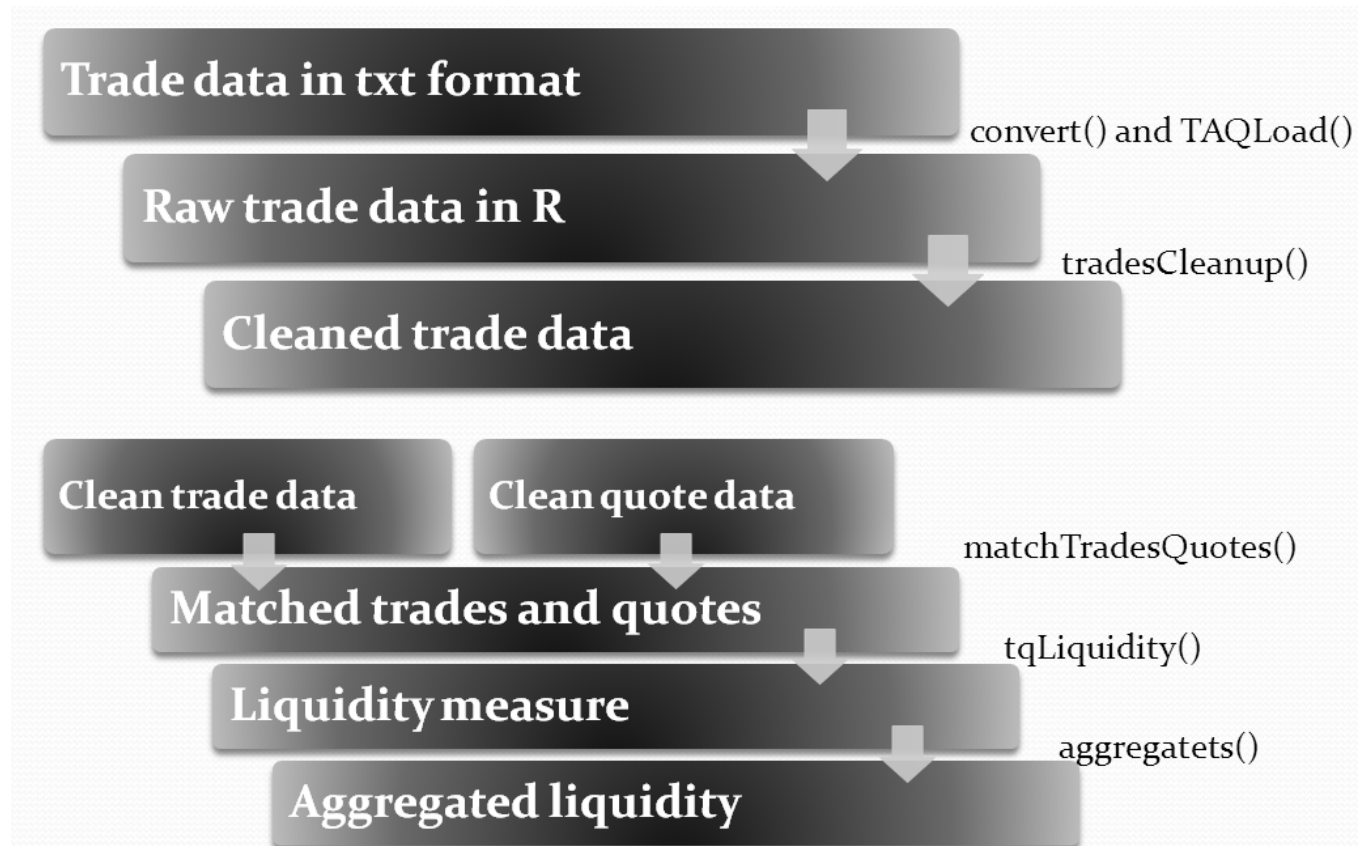 Trade data in txt format
convert() and TAQLoad()
Raw trade data in R
tradesCleanup()
Cleaned trade data
Clean trade data
Clean quote data
matchTradesQuotes()
Matched trades and quotes
tqLiquidity()
Liquidity measure
aggregatets()
Aggregated liquidity